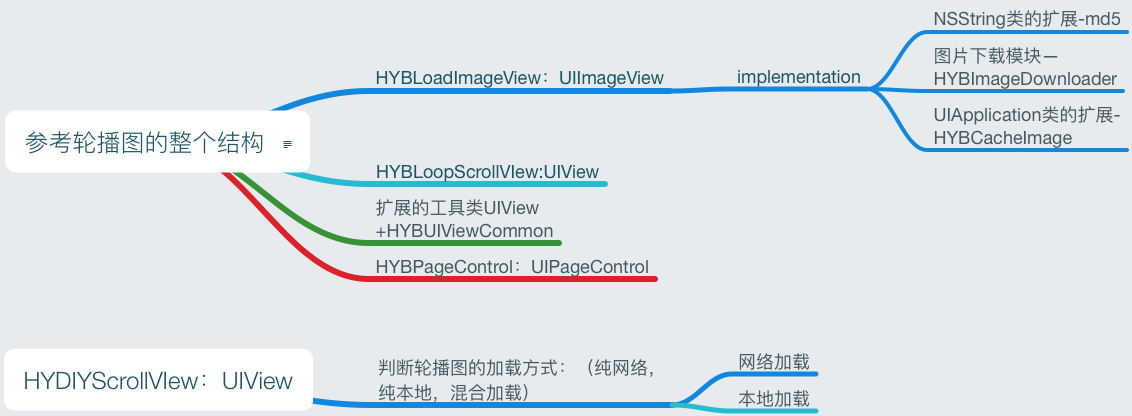 参考轮播图的整个结构
HYBLoadImageView：UIImageView
implementation
NSString类的扩展-md5
图片下载模块－
HYBImageDownloader
UIApplication类的扩展-
HYBCacheImage
HYBLoopScrollVIew:UIView
扩展的工具类UIView
+HYBUIViewCommon
HYBPageControl：UIPageControl
HYDIYScrollVIew：UIView
判断轮播图的加载方式：（纯网络，
纯本地，混合加载）
网络加载
本地加载